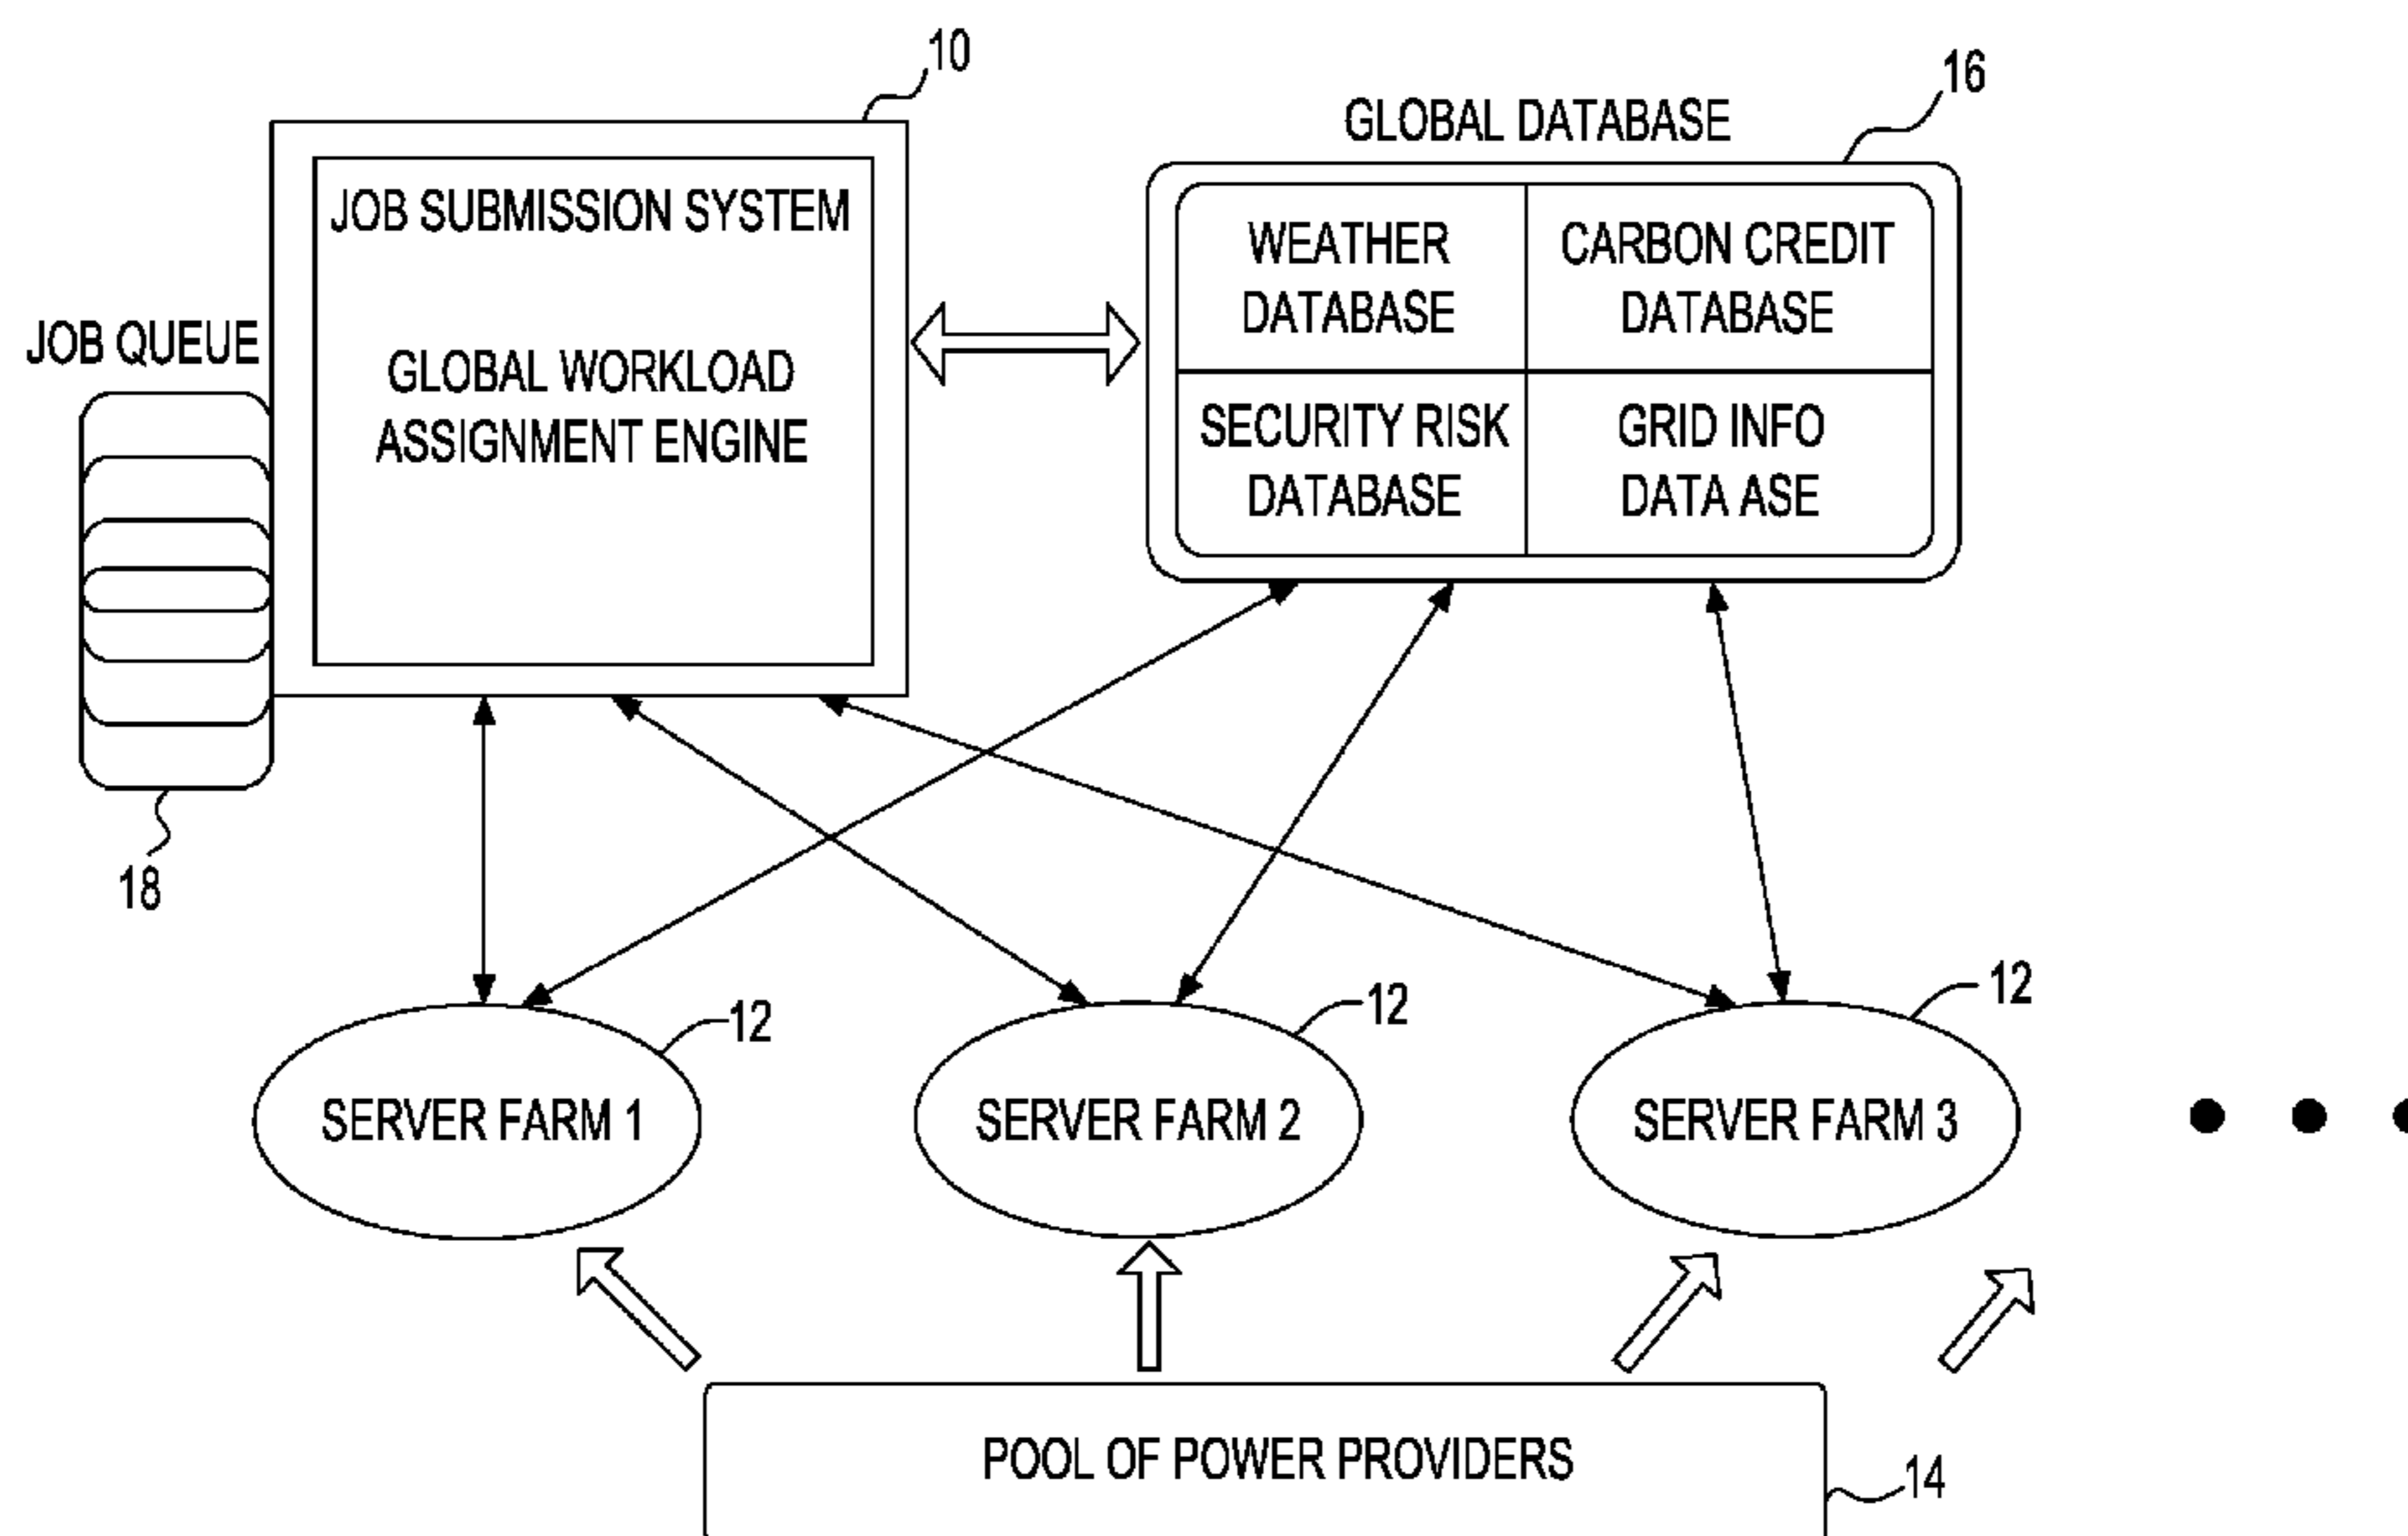 10
16
GLOBAL DATABASE
JOB SUBMISSION SYSTEM
WEATHER
DATABASE
CARBON CREDIT
DATABASE
JOB QUEUE
GLOBAL WORKLOAD
ASSIGNMENT ENGINE
SECURITY RISK
DATABASE
GRID INFO
DATA ASE
18
12
12
12
SERVER FARM 1
SERVER FARM 2
SERVER FARM 3
POOL OF POWER PROVIDERS
14